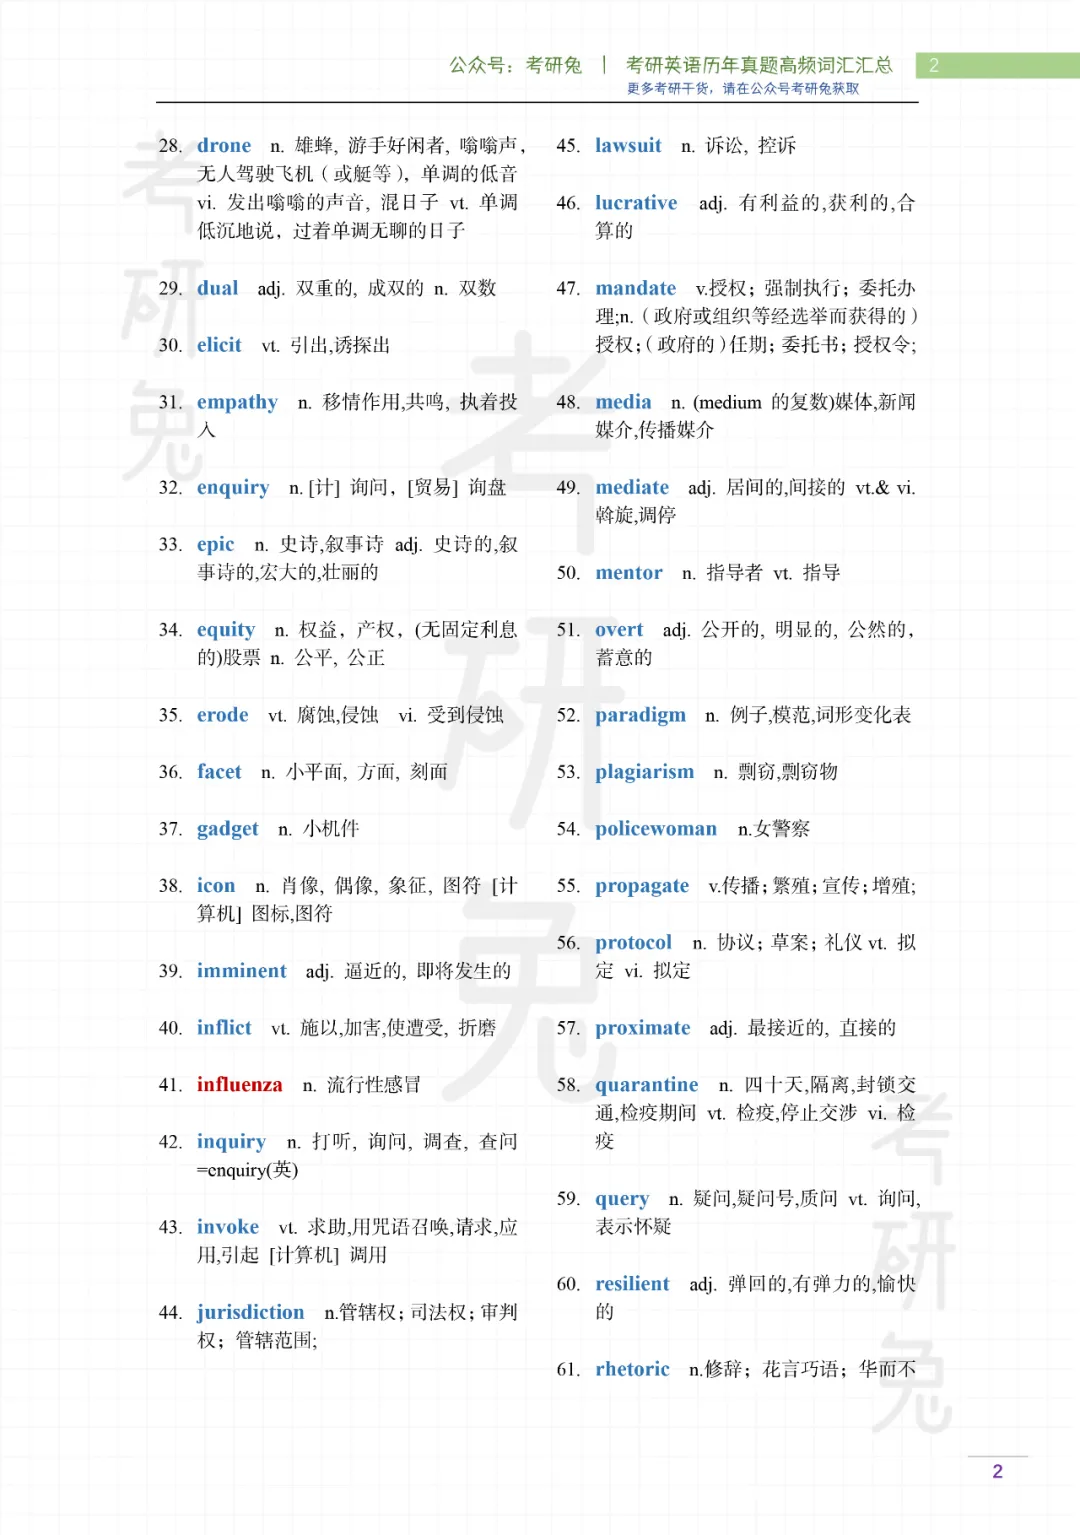 公众号：考研兔 | 考研英语历年真题高频词汇汇总 2
更多考研干货，请在公众号考研兔获取
28. drone n. 雄蜂, 游手好闲者, 嗡嗡声,
无人驾驶飞机（或艇等），单调的低音
vi. 发出嗡嗡的声音, 混日子 vt. 单调
低沉地说，过着单调无聊的日子
29. dual adj. 双重的, 成双的 n. 双数
30. elicit vt. 引出,诱探出
31. empathy n. 移情作用,共鸣, 执着投
入
32. enquiry n. [计] 询问，[贸易] 询盘
33. epic n. 史诗,叙事诗 adj. 史诗的,叙
事诗的,宏大的,壮丽的
34. equity n. 权益，产权，(无固定利息
的)股票 n. 公平, 公正
35. erode vt. 腐蚀,侵蚀 vi. 受到侵蚀
36. facet n. 小平面, 方面, 刻面
37. gadget n. 小机件
38. icon n. 肖像, 偶像, 象征, 图符 [计
算机] 图标,图符
39. imminent adj. 逼近的, 即将发生的
40. inflict vt. 施以,加害,使遭受, 折磨
41. influenza n. 流行性感冒
42. inquiry n. 打听, 询问, 调查, 查问
=enquiry(英)
43. invoke vt. 求助,用咒语召唤,请求,应
用,引起 [计算机] 调用
44. jurisdiction n.管辖权；司法权；审判
权；管辖范围;
45. lawsuit n. 诉讼, 控诉
46. lucrative adj. 有利益的,获利的,合
算的
47. mandate v.授权；强制执行；委托办
理;n.（政府或组织等经选举而获得的）
授权；（政府的）任期；委托书；授权令;
48. media n. (medium 的复数)媒体,新闻
媒介,传播媒介
49. mediate adj. 居间的,间接的 vt.& vi.
斡旋,调停
50. mentor n. 指导者 vt. 指导
51. overt adj. 公开的, 明显的, 公然的,
蓄意的
52. paradigm n. 例子,模范,词形变化表
53. plagiarism n. 剽窃,剽窃物
54. policewoman n.女警察
55. propagate v.传播；繁殖；宣传；增殖;
56. protocol n. 协议；草案；礼仪 vt. 拟
定 vi. 拟定
57. proximate adj. 最接近的, 直接的
58. quarantine n. 四十天,隔离,封锁交
通,检疫期间 vt. 检疫,停止交涉 vi. 检
疫
59. query n. 疑问,疑问号,质问 vt. 询问,
表示怀疑
60. resilient adj. 弹回的,有弹力的,愉快
的
61. rhetoric n.修辞；花言巧语；华而不
考研兔
考研兔
考研兔
2